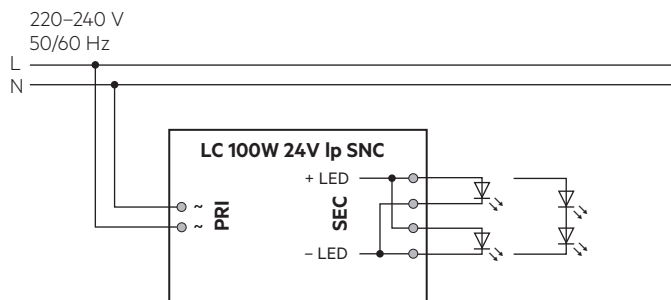 220–240 V
50/60 Hz
L
N
LC 100W 24V lp SNC
+ LED
~
PRI
~
SEC
– LED